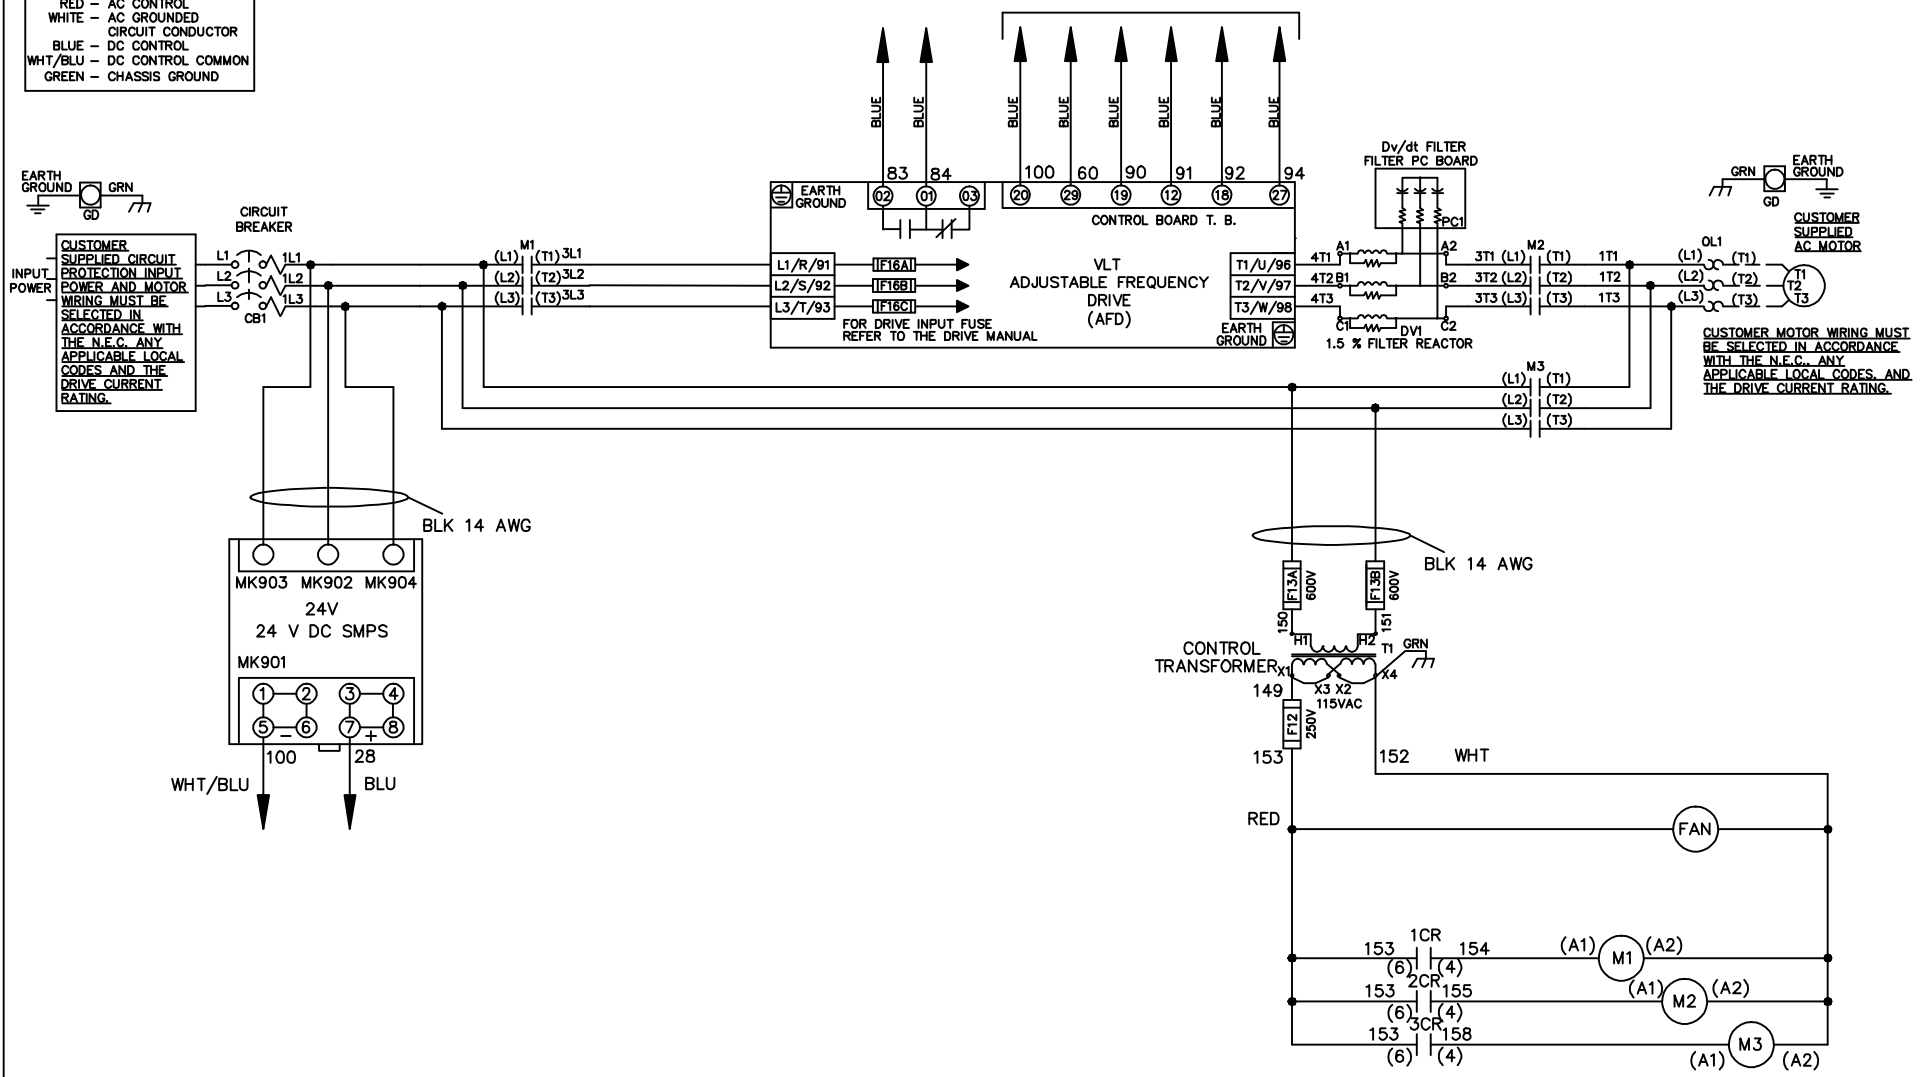 RED – AC CONTROL
WHITE – AC GROUNDED
CIRCUIT CONDUCTOR
BLUE – DC CONTROL
WHT/BLU – DC CONTROL COMMON
GREEN – CHASSIS GROUND
BLUE
BLUE
BLUE
BLUE
BLUE
BLUE
BLUE
BLUE
83
84
100
60
90
91
92
94
EARTH
GROUND
GRN
GD
EARTH
GROUND
02
01
03
20
29
19
12
18
27
CONTROL BOARD T. B.
Dv/dt FILTER
FILTER PC BOARD
PC1
GRN
EARTH
GROUND
GD
CUSTOMER
SUPPLIED
AC MOTOR
CIRCUIT
BREAKER
INPUT
POWER
CUSTOMER
SUPPLIED CIRCUIT
PROTECTION INPUT
POWER AND MOTOR
WIRING MUST BE
SELECTED IN
ACCORDANCE WITH
THE N.E.C. ANY
APPLICABLE LOCAL
CODES AND THE
DRIVE CURRENT
RATING.
L1
L2
L3
1L1
1L2
1L3
CB1
M1
(L1) (T1) 3L1
(L2) (T2) 3L2
(L3) (T3) 3L3
L1/R/91
L2/S/92
L3/T/93
F16A
F16B
F16C
FOR DRIVE INPUT FUSE
REFER TO THE DRIVE MANUAL
VLT
ADJUSTABLE FREQUENCY
DRIVE
(AFD)
T1/U/96
T2/V/97
T3/W/98
EARTH
GROUND
4T1
4T2
4T3
A1
B1
C1
A2
B2
C2
DV1
1.5 % FILTER REACTOR
M2
3T1 (L1) (T1) 1T1
3T2 (L2) (T2) 1T2
3T3 (L3) (T3) 1T3
OL1
(L1) (T1)
(L2) (T2)
(L3) (T3)
T1
T2
T3
CUSTOMER MOTOR WIRING MUST
BE SELECTED IN ACCORDANCE
WITH THE N.E.C., ANY
APPLICABLE LOCAL CODES, AND
THE DRIVE CURRENT RATING.
M3
(L1) (T1)
(L2) (T2)
(L3) (T3)
BLK 14 AWG
MK903 MK902 MK904
24V
24 V DC SMPS
MK901
1
2
3
4
5
6
7
8
–
+
100
28
WHT/BLU
BLU
BLK 14 AWG
F13A
600V
F13B
600V
150
151
H1
H2
T1
GRN
CONTROL
TRANSFORMER
X1
X3 X2
X4
115VAC
149
F12
250V
153
152
WHT
RED
FAN
1CR
153
154
(6)
(4)
(A1)
M1
(A2)
2CR
153
155
(6)
(4)
(A1)
M2
(A2)
3CR
153
158
(6)
(4)
(A1)
M3
(A2)